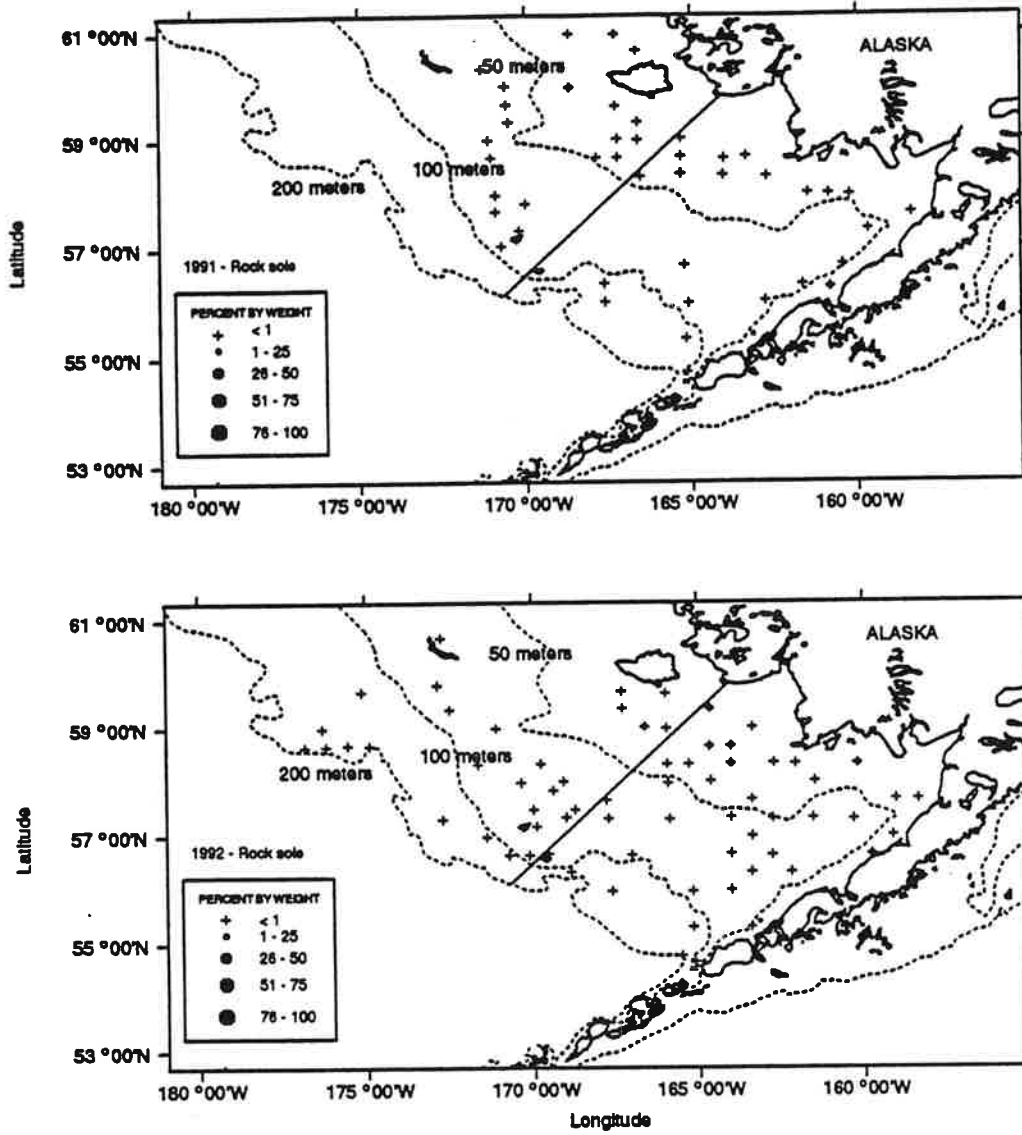 61 °00'N
59 °00'N
57 °00'N
55 °00'N
53 °00'N
Latitude
ALASKA
50 meters
100 meters
200 meters
1991 - Rock sole
PERCENT BY WEIGHT
+ < 1
1 - 25
26 - 50
51 - 75
76 - 100
180 °00'W
175 °00'W
170 °00'W
165 °00'W
160 °00'W
61 °00'N
59 °00'N
57 °00'N
55 °00'N
53 °00'N
Latitude
ALASKA
50 meters
100 meters
200 meters
1992 - Rock sole
PERCENT BY WEIGHT
+ < 1
1 - 25
26 - 50
51 - 75
76 - 100
180 °00'W
175 °00'W
170 °00'W
165 °00'W
160 °00'W
Longitude